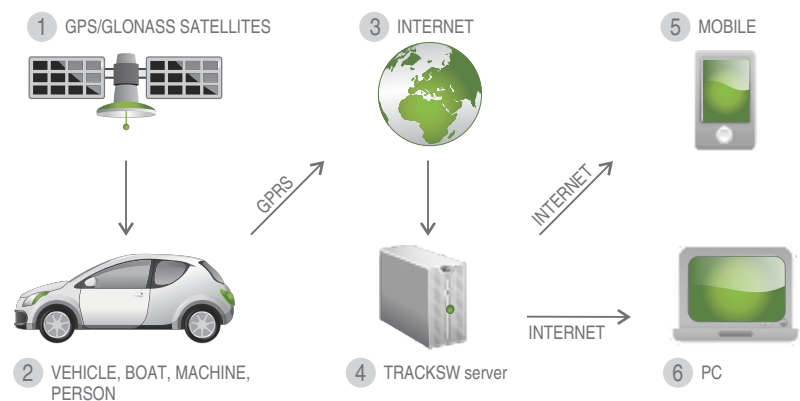 1 GPS/GLONASS SATELLITES
3 INTERNET
5 MOBILE
GPRS
INTERNET
INTERNET
2 VEHICLE, BOAT, MACHINE,
PERSON
4 TRACKSW server
6 PC